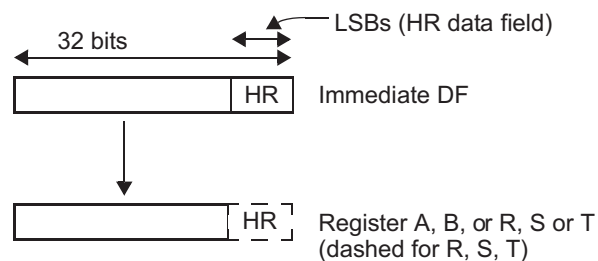 LSBs (HR data field)
32 bits
HR
Immediate DF
HR
Register A, B, or R, S or T
(dashed for R, S, T)